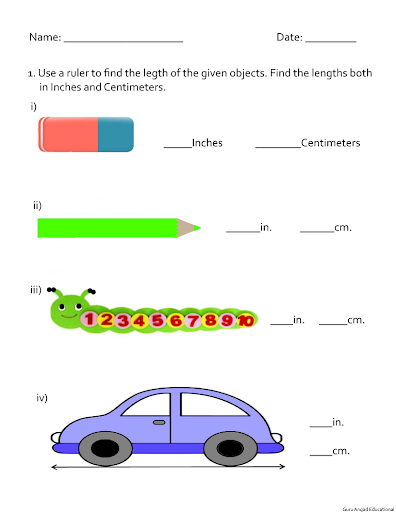 Name: ____________________ Date: _________
1. Use a ruler to find the legth of the given objects. Find the lengths both
in Inches and Centimeters.
i)
_____Inches ________Centimeters
ii)
______in. ______cm.
iii)
1 2 3 4 5 6 7 8 9 10
____in. _____cm.
iv)
____in.
____cm.
Guru Angad Educational